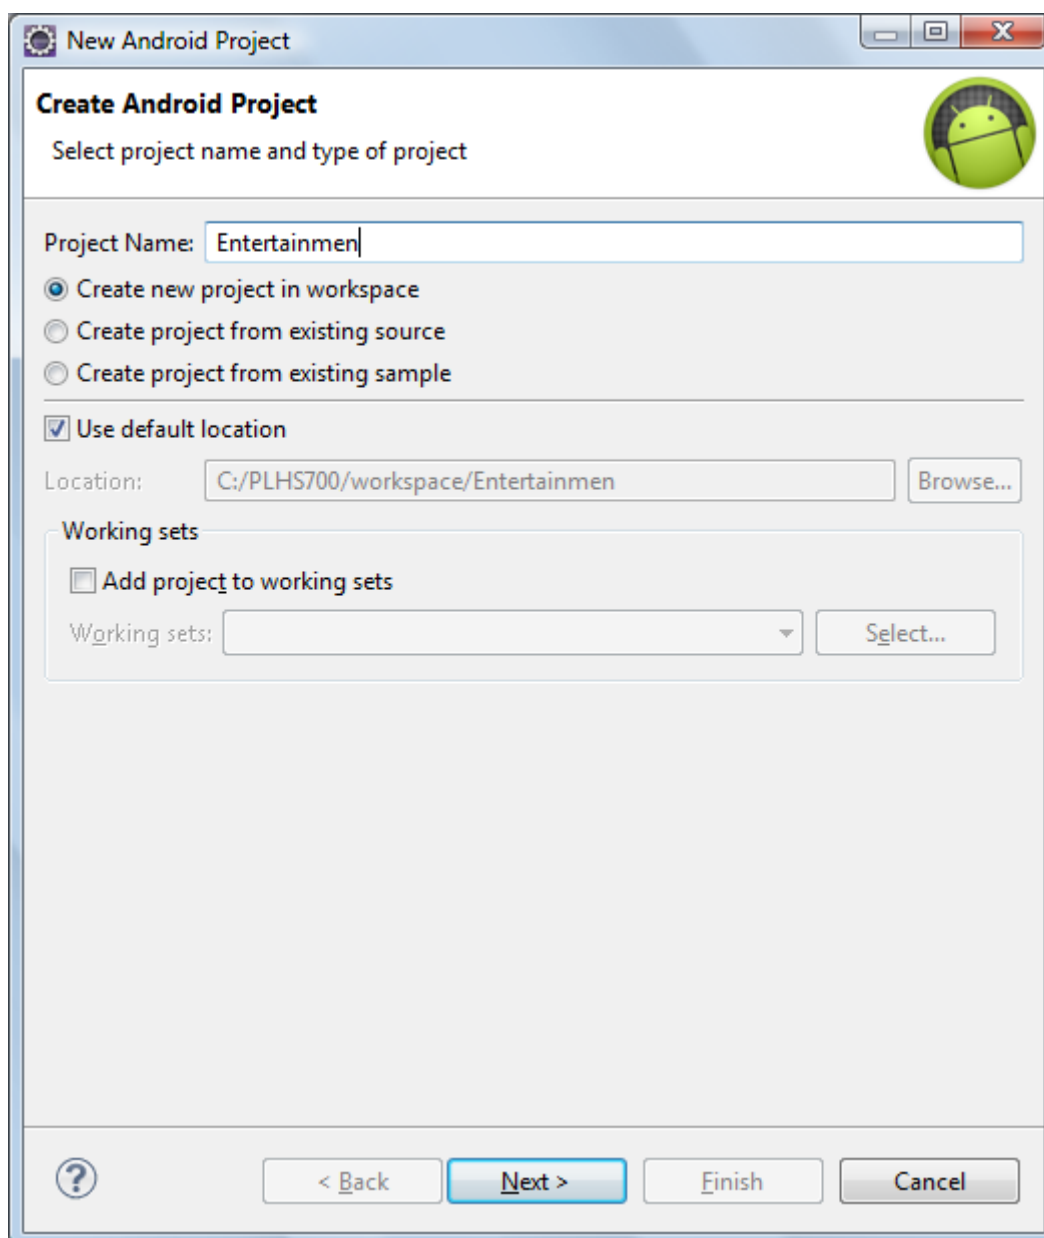 New Android Project
Create Android Project
Select project name and type of project
Project Name: Entertainmen
Create new project in workspace
Create project from existing source
Create project from existing sample
Use default location
Location: C:/PLHS700/workspace/Entertainmen Browse...
Working sets
Add project to working sets
Working sets: Select...
? < Back Next > Finish Cancel